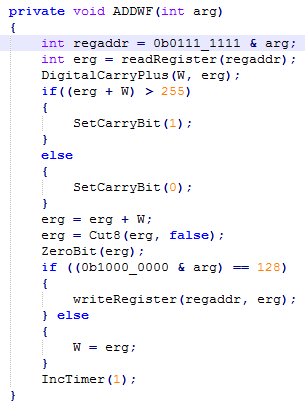 private void ADDWF(int arg)
{
    int regaddr = 0b0111_1111 & arg;
    int erg = readRegister(regaddr);
    DigitalCarryPlus(W, erg);
    if((erg + W) > 255)
    {
        SetCarryBit(1);
    }
    else
    {
        SetCarryBit(0);
    }
    erg = erg + W;
    erg = Cut8(erg, false);
    ZeroBit(erg);
    if ((0b1000_0000 & arg) == 128)
    {
        writeRegister(regaddr, erg);
    } else
    {
        W = erg;
    }
    IncTimer(1);
}